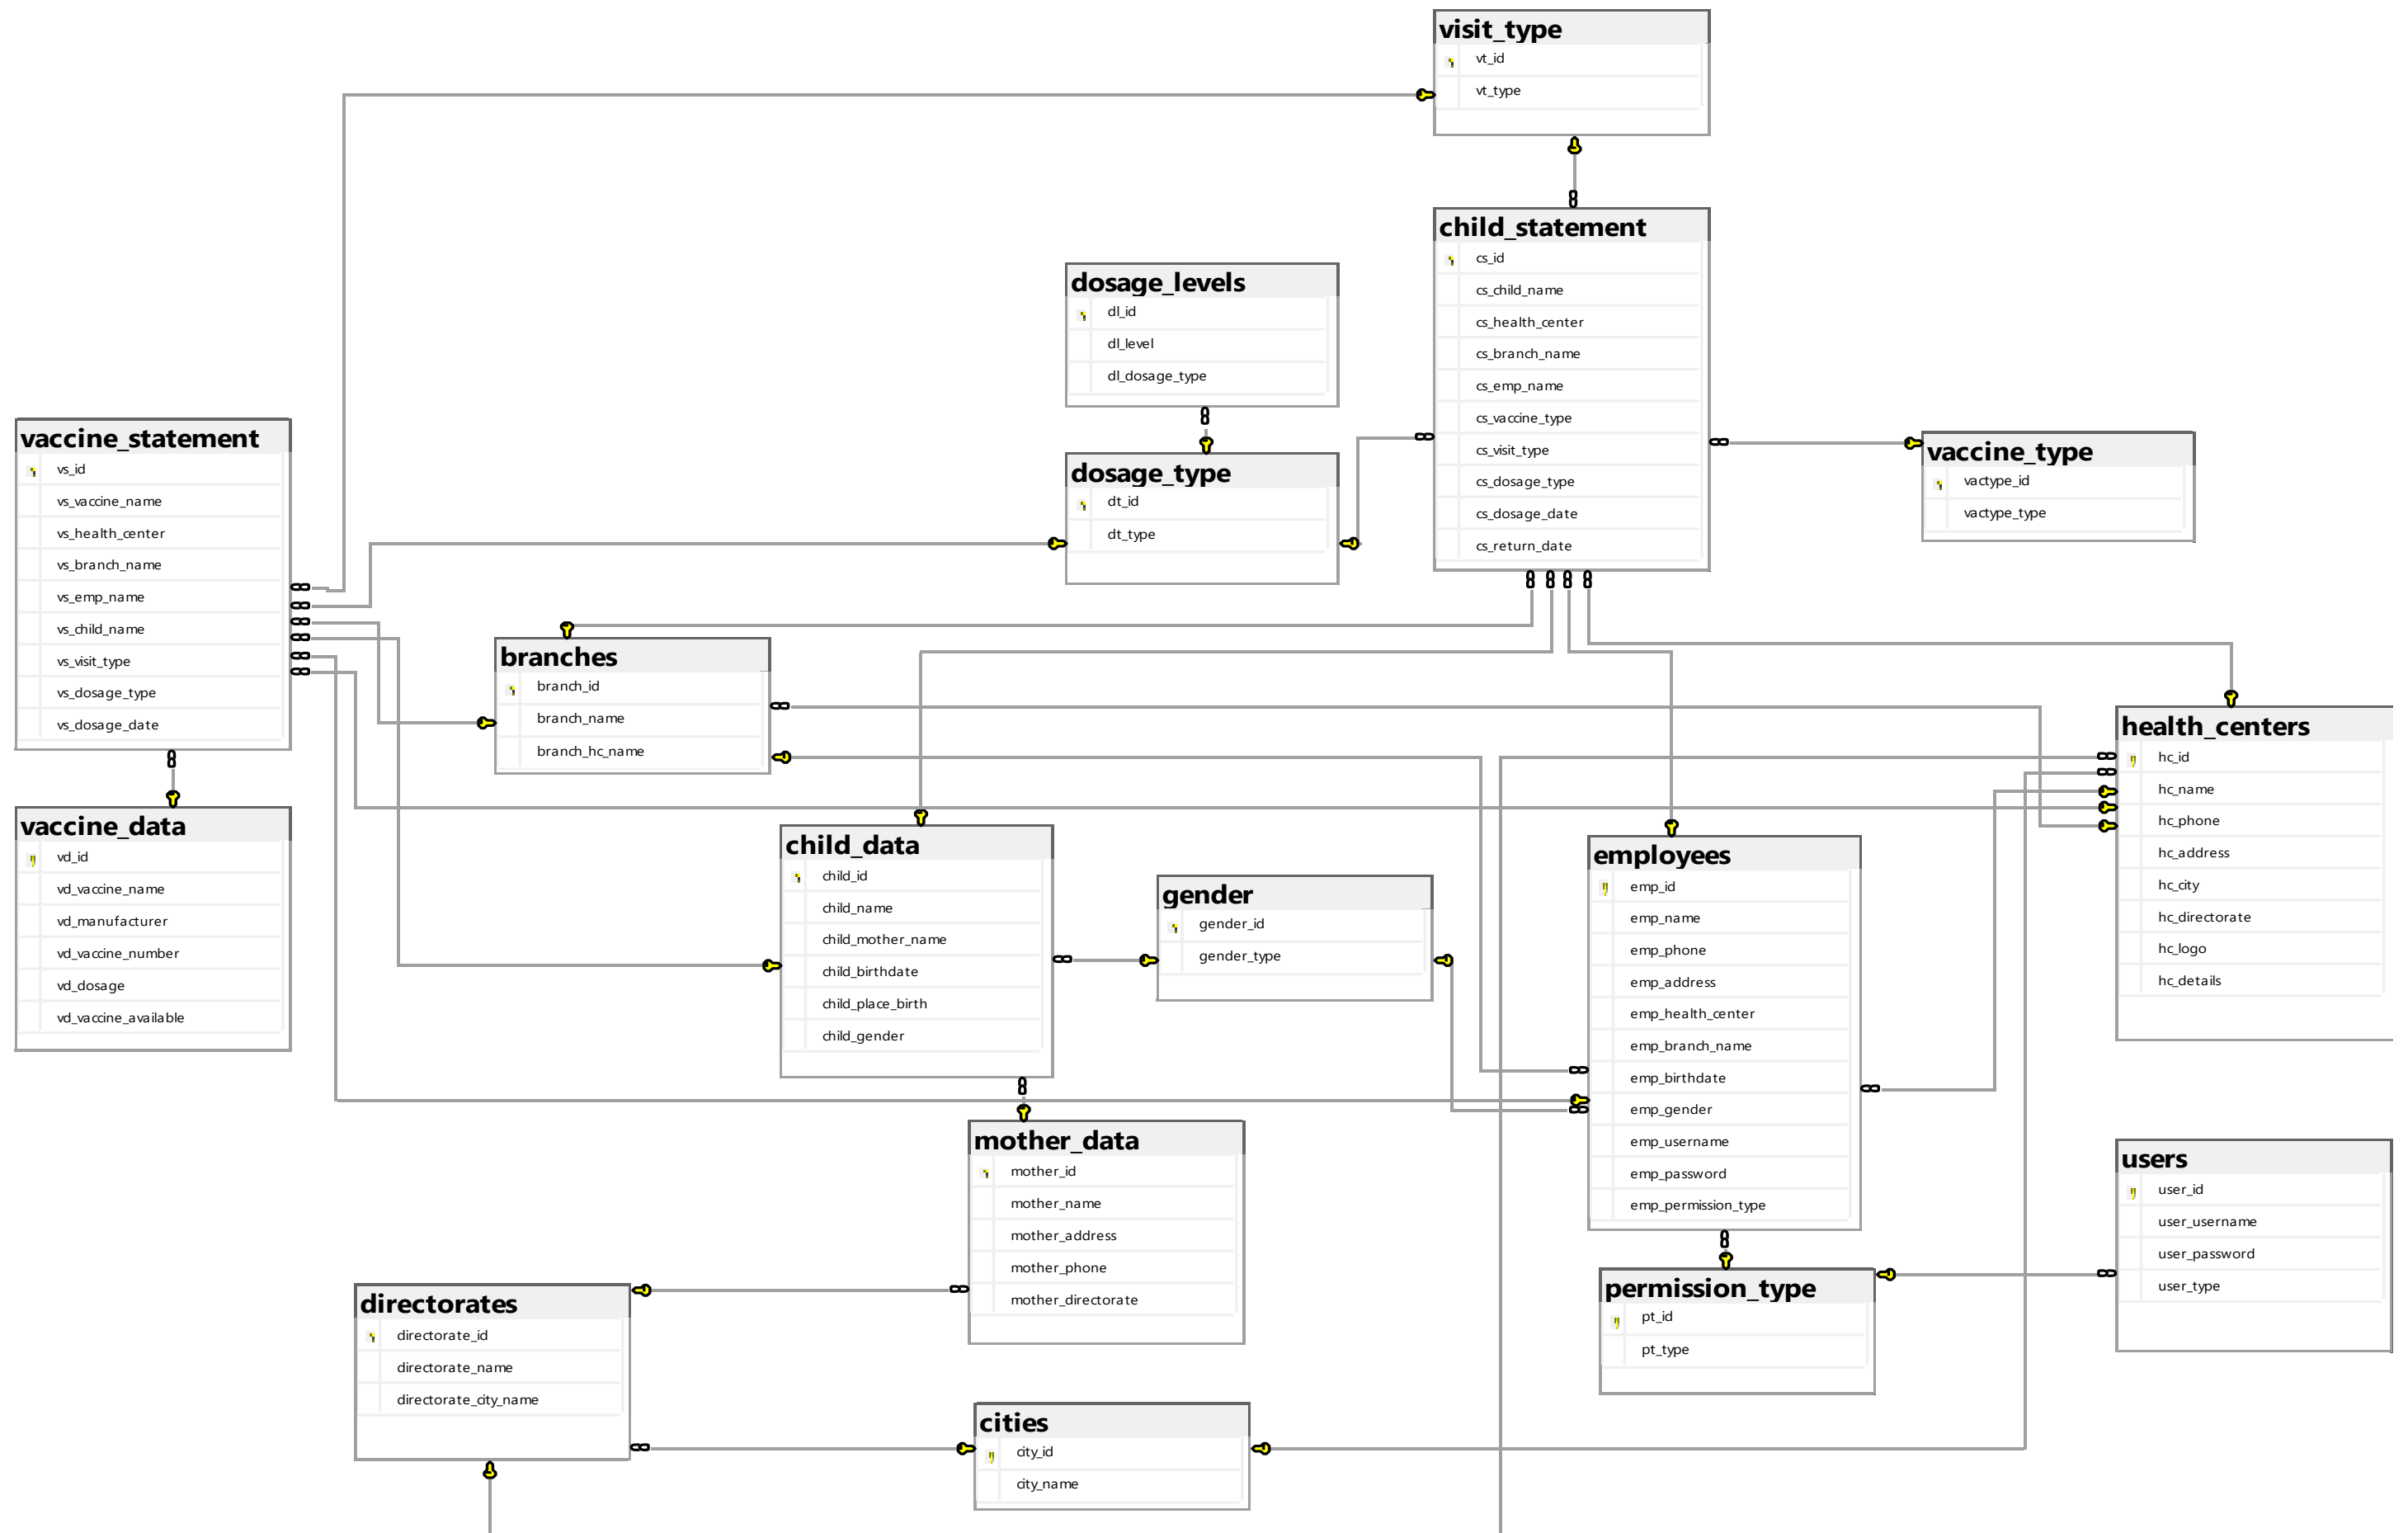 visit_type
vt_id
vt_type
child_statement
cs_id
cs_child_name
cs_health_center
cs_branch_name
cs_emp_name
cs_vaccine_type
cs_visit_type
cs_dosage_type
cs_dosage_date
cs_return_date
dosage_levels
dl_id
dl_level
dl_dosage_type
vaccine_statement
vs_id
vs_vaccine_name
vs_health_center
vs_branch_name
vs_emp_name
vs_child_name
vs_visit_type
vs_dosage_type
vs_dosage_date
dosage_type
dt_id
dt_type
vaccine_type
vactype_id
vactype_type
branches
branch_id
branch_name
branch_hc_name
health_centers
hc_id
hc_name
hc_phone
hc_address
hc_city
hc_directorate
hc_logo
hc_details
vaccine_data
vd_id
vd_vaccine_name
vd_manufacturer
vd_vaccine_number
vd_dosage
vd_vaccine_available
child_data
child_id
child_name
child_mother_name
child_birthdate
child_place_birth
child_gender
gender
gender_id
gender_type
employees
emp_id
emp_name
emp_phone
emp_address
emp_health_center
emp_branch_name
emp_birthdate
emp_gender
emp_username
emp_password
emp_permission_type
mother_data
mother_id
mother_name
mother_address
mother_phone
mother_directorate
users
user_id
user_username
user_password
user_type
permission_type
pt_id
pt_type
directorates
directorate_id
directorate_name
directorate_city_name
cities
city_id
city_name